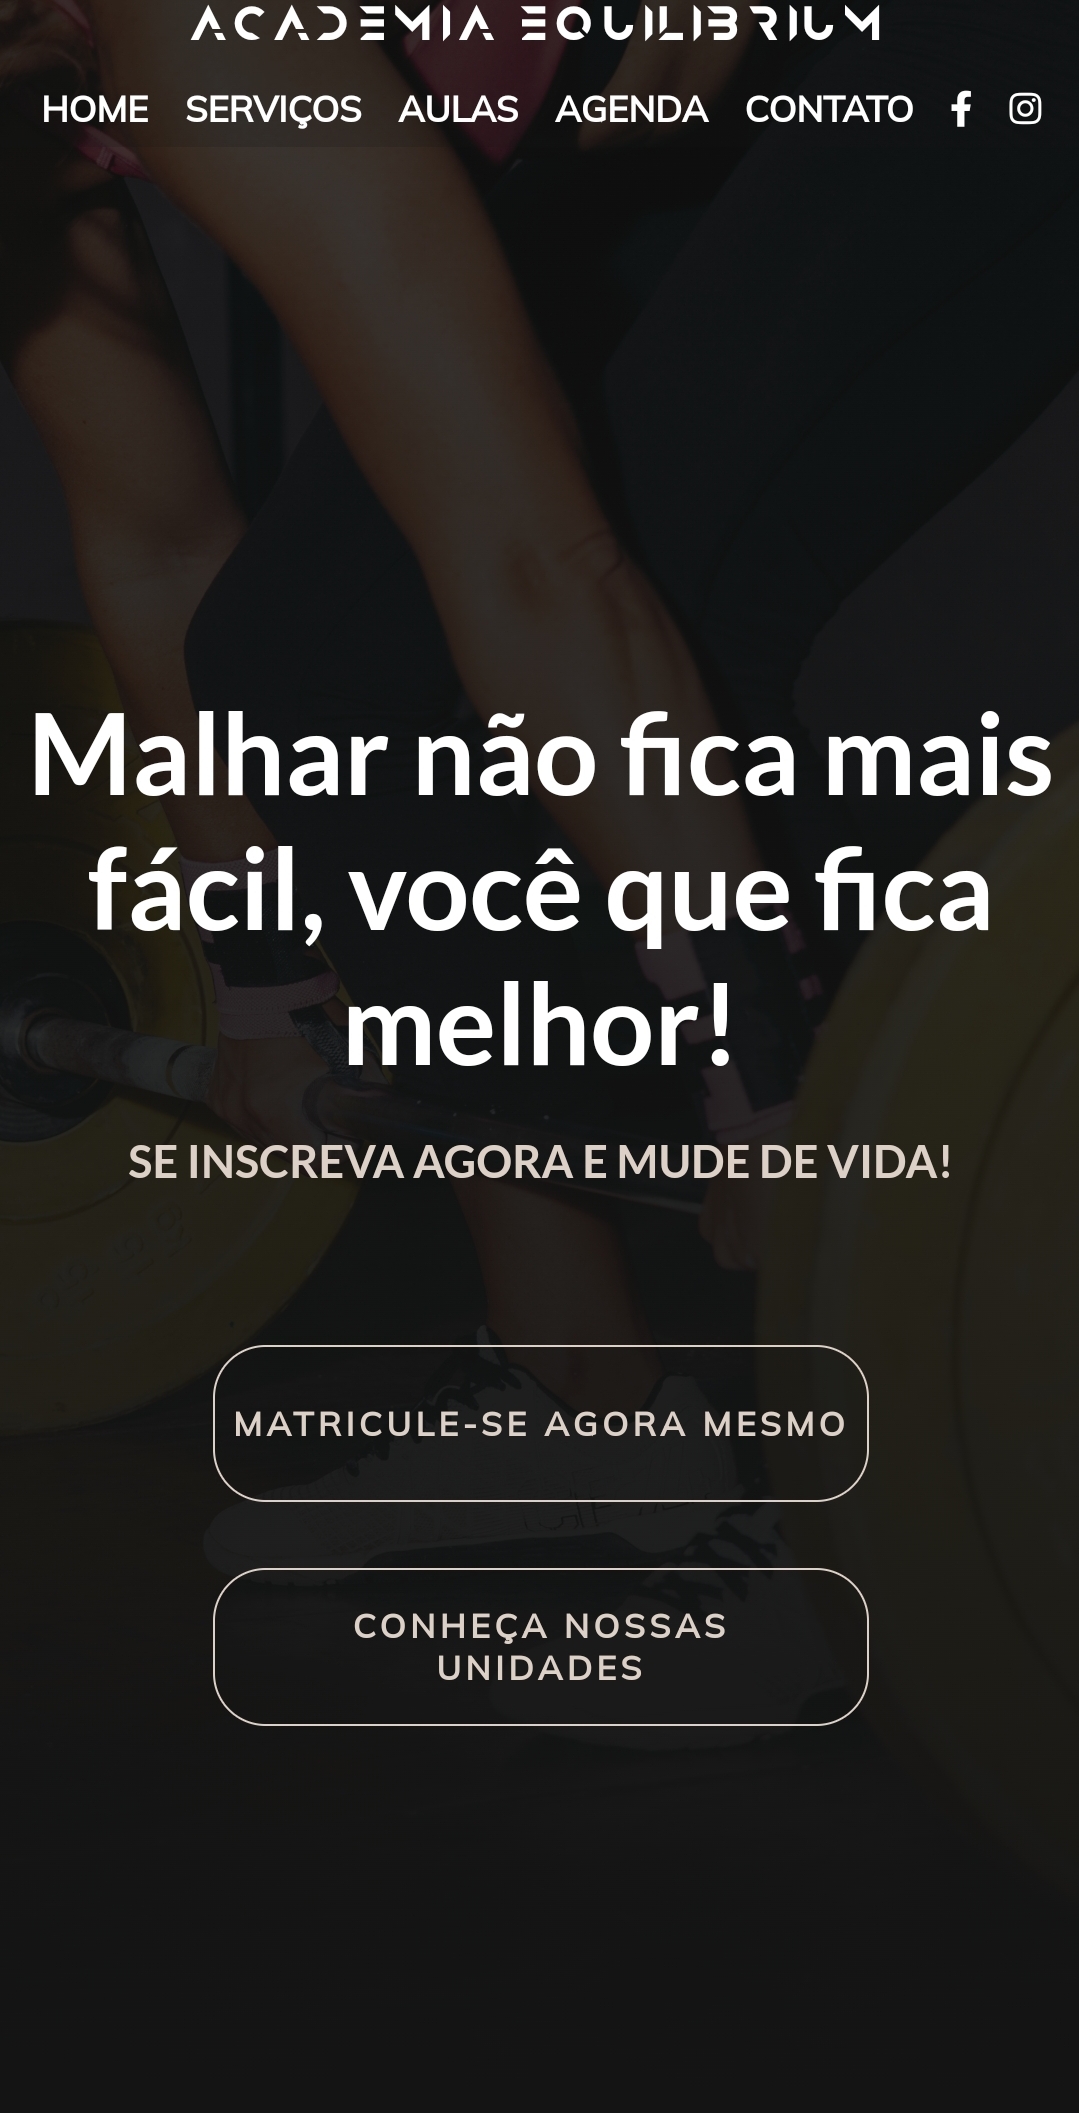 ACADEMIA EQUILIBRIUM
HOME SERVIÇOS AULAS AGENDA CONTATO
Malhar não fica mais
fácil, você que fica
melhor!
SE INSCREVA AGORA E MUDE DE VIDA!
MATRICULE-SE AGORA MESMO
CONHEÇA NOSSAS
UNIDADES